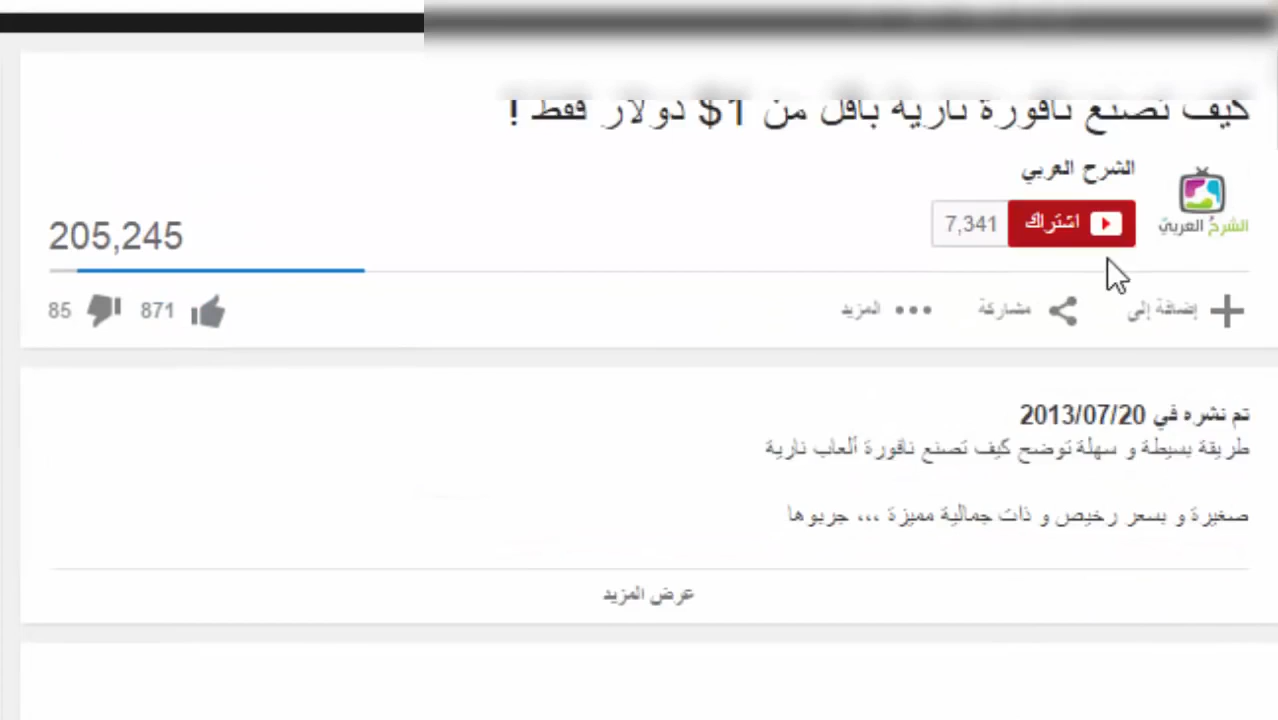 كيف تصنع نافورة نارية بأقل من 1$ دولار فقط !
الشرح العربي
اشتراك 7,341
الشرح العربي
205,245
إضافة إلى مشاركة المزيد 871 85
تم نشره في 2013/07/20
طريقة بسيطة و سهلة توضح كيف تصنع نافورة ألعاب نارية
صغيرة و بسعر رخيص و ذات جمالية مميزة ,,, جربوها
عرض المزيد